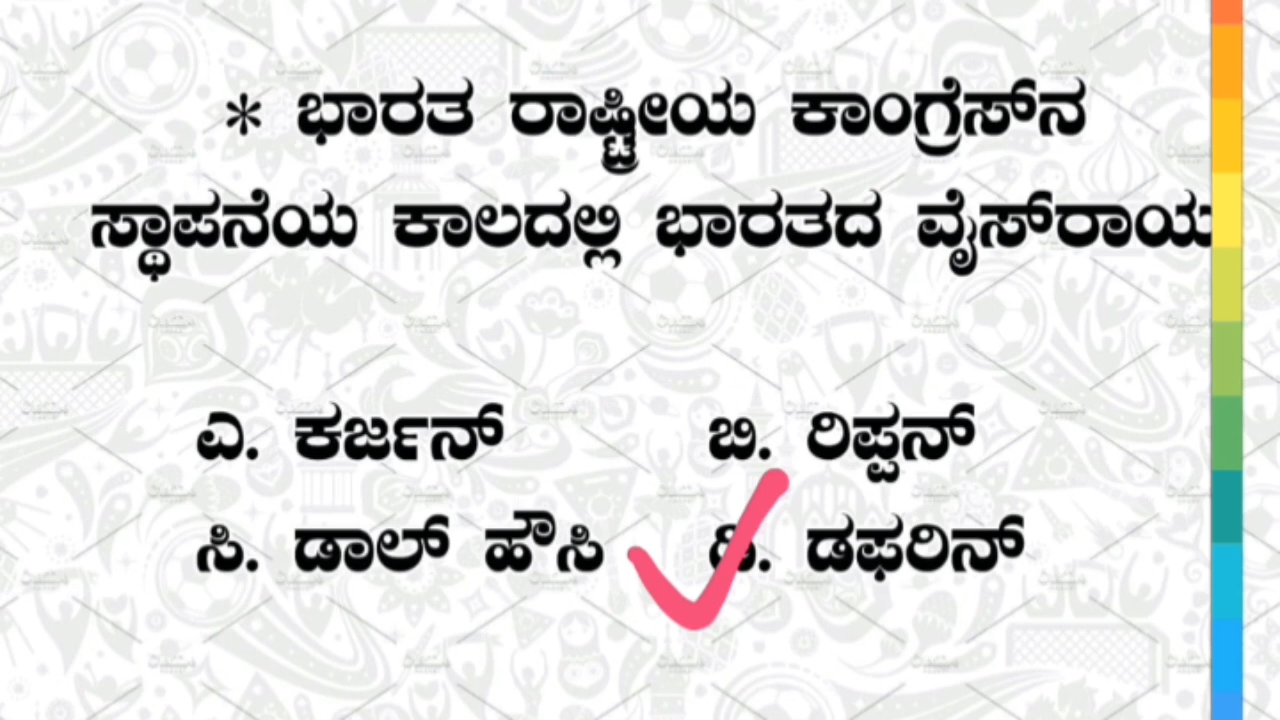 * ಭಾರತ ರಾಷ್ಟ್ರೀಯ ಕಾಂಗ್ರೆಸ್‌ನ
ಸ್ಥಾಪನೆಯ ಕಾಲದಲ್ಲಿ ಭಾರತದ ವೈಸ್‌ರಾಯ
ಎ. ಕರ್ಜನ್ ಬಿ. ರಿಪ್ಪನ್
ಸಿ. ಡಾಲ್ ಹೌಸಿ ಡಿ. ಡಫರಿನ್